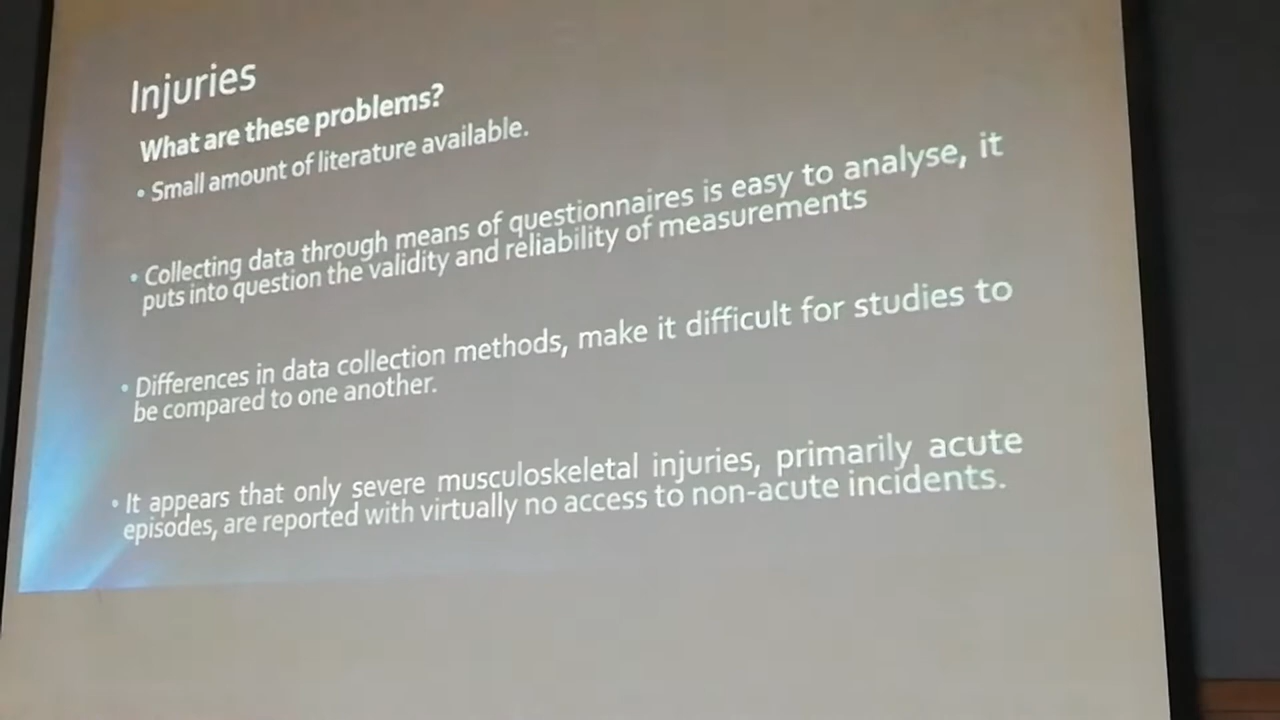 Injuries
What are these problems?
• Small amount of literature available.
• Collecting data through means of questionnaires is easy to analyse, it
puts into question the validity and reliability of measurements
• Differences in data collection methods, make it difficult for studies to
be compared to one another.
• It appears that only severe musculoskeletal injuries, primarily acute
episodes, are reported with virtually no access to non-acute incidents.